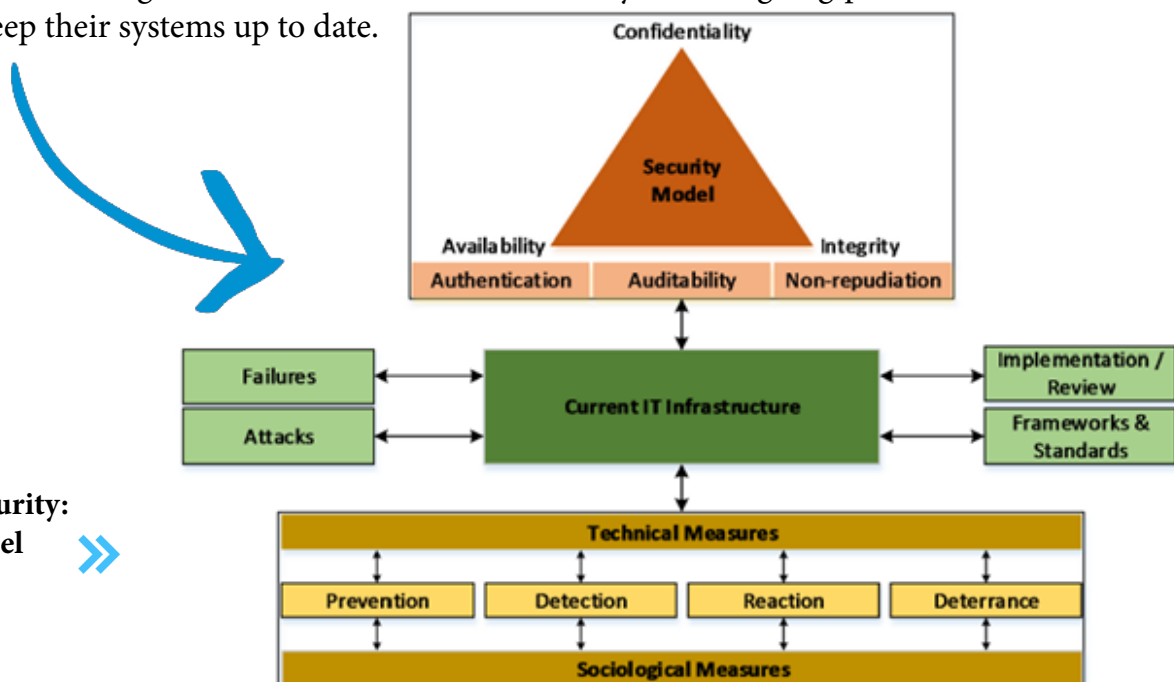 eep their systems up to date.
Confidentiality
Security
Model
Availability
Integrity
Authentication
Auditability
Non-repudiation
Failures
Attacks
Current IT Infrastructure
Implementation /
Review
Frameworks &
Standards
urity:
el
Technical Measures
Prevention
Detection
Reaction
Deterrance
Sociological Measures